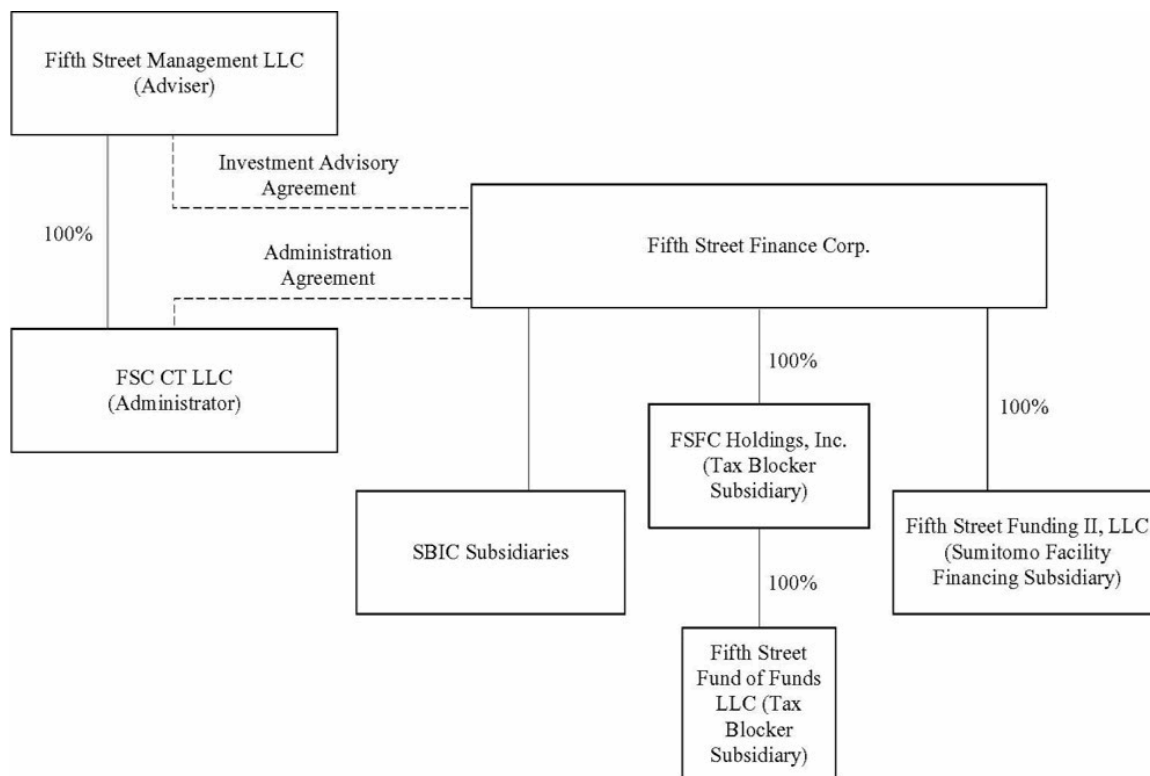 Fifth Street Management LLC
(Adviser)
Investment Advisory
Agreement
100%
Fifth Street Finance Corp.
Administration
Agreement
FSC CT LLC
(Administrator)
100%
100%
FSFC Holdings, Inc.
(Tax Blocker
Subsidiary)
SBIC Subsidiaries
Fifth Street Funding II, LLC
(Sumitomo Facility
Financing Subsidiary)
100%
Fifth Street
Fund of Funds
LLC (Tax
Blocker
Subsidiary)